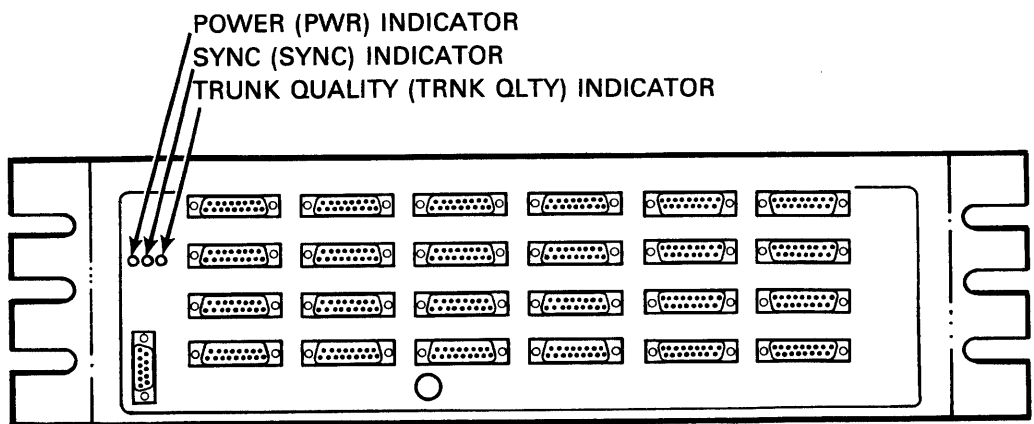 POWER (PWR) INDICATOR
SYNC (SYNC) INDICATOR
TRUNK QUALITY (TRNK QLTY) INDICATOR